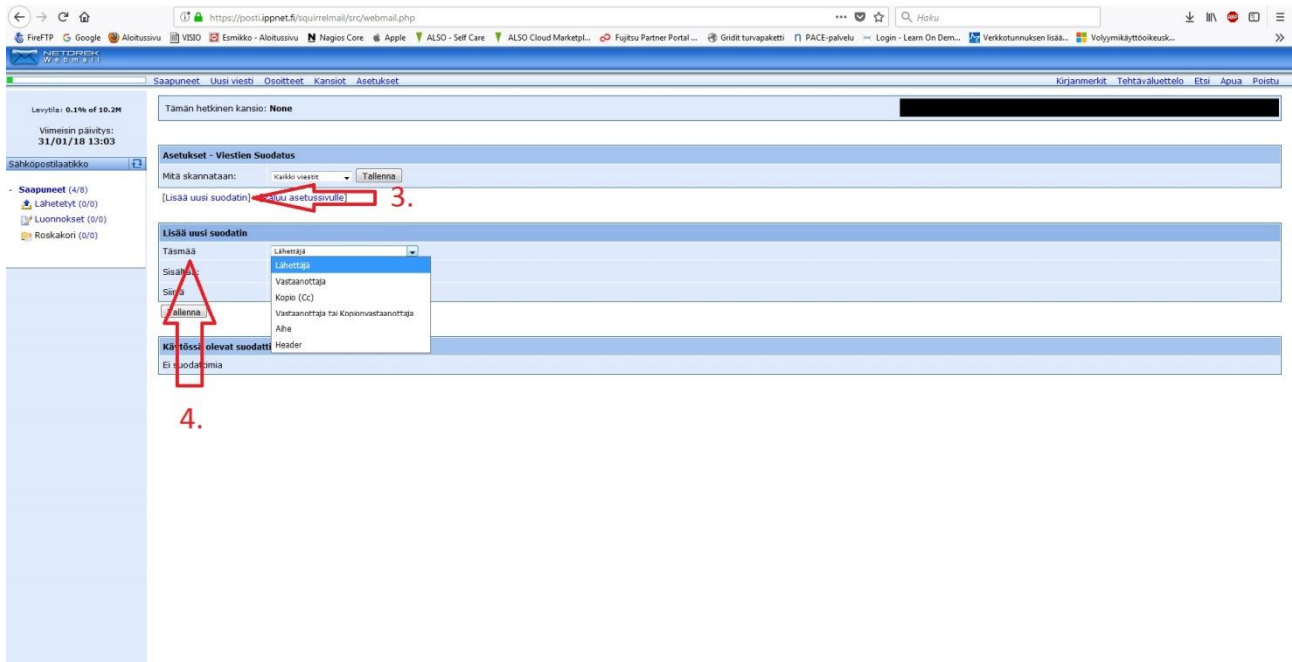 https://posti.ippnet.fi/squirrelmail/src/webmail.php Haku
FireFTP Google Aloitussivu VISIO Esmikko - Aloitussivu Nagios Core Apple ALSO - Self Care ALSO Cloud Marketpl... Fujitsu Partner Portal ... Gridit turvapaketti PACE-palvelu Login - Learn On Dem... Verkkotunnuksen lisää... Volyymikäyttöoikeusk...
NETOREK
Webmail
Saapuneet Uusi viesti Osoitteet Kansiot Asetukset Kirjanmerkit Tehtäväluettelo Etsi Apua Poistu
Levytila: 0.1% of 10.2M
Viimeisin päivitys:
31/01/18 13:03
Sähköpostilaatikko
- Saapuneet (4/8)
Lähetetyt (0/0)
Luonnokset (0/0)
Roskakori (0/0)
Tämän hetkinen kansio: None
Asetukset - Viestien Suodatus
Mitä skannataan: Kaikki viestit Tallenna
[Lisää uusi suodatin] asetussivulle] 3.
Lisää uusi suodatin
Täsmää Lähettäjä
Lähettäjä
Sisältää:
Vastaanottaja
Siirrä
Kopio (Cc)
Tallenna
Vastaanottaja tai Kopionvastaanottaja
Aihe
Header
Käytössä olevat
Ei suodattimia
4.